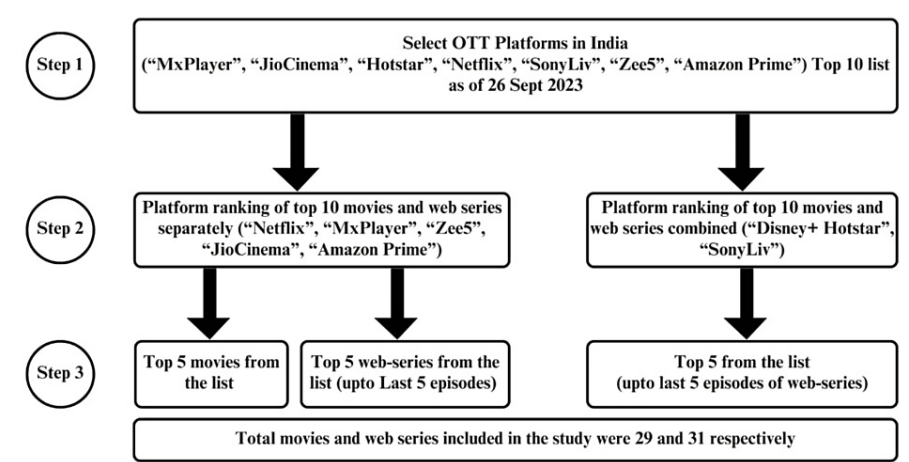 Step 1
Select OTT Platforms in India
(“MxPlayer”, “JioCinema”, “Hotstar”, “Netflix”, “SonyLiv”, “Zee5”, “Amazon Prime”) Top 10 list
as of 26 Sept 2023
Step 2
Platform ranking of top 10 movies and web series
separately (“Netflix”, “MxPlayer”, “Zee5”,
“JioCinema”, “Amazon Prime”)
Platform ranking of top 10 movies and
web series combined (“Disney+ Hotstar”,
“SonyLiv”)
Step 3
Top 5 movies from
the list
Top 5 web-series from the
list (upto Last 5 episodes)
Top 5 from the list
(upto last 5 episodes of web-series)
Total movies and web series included in the study were 29 and 31 respectively